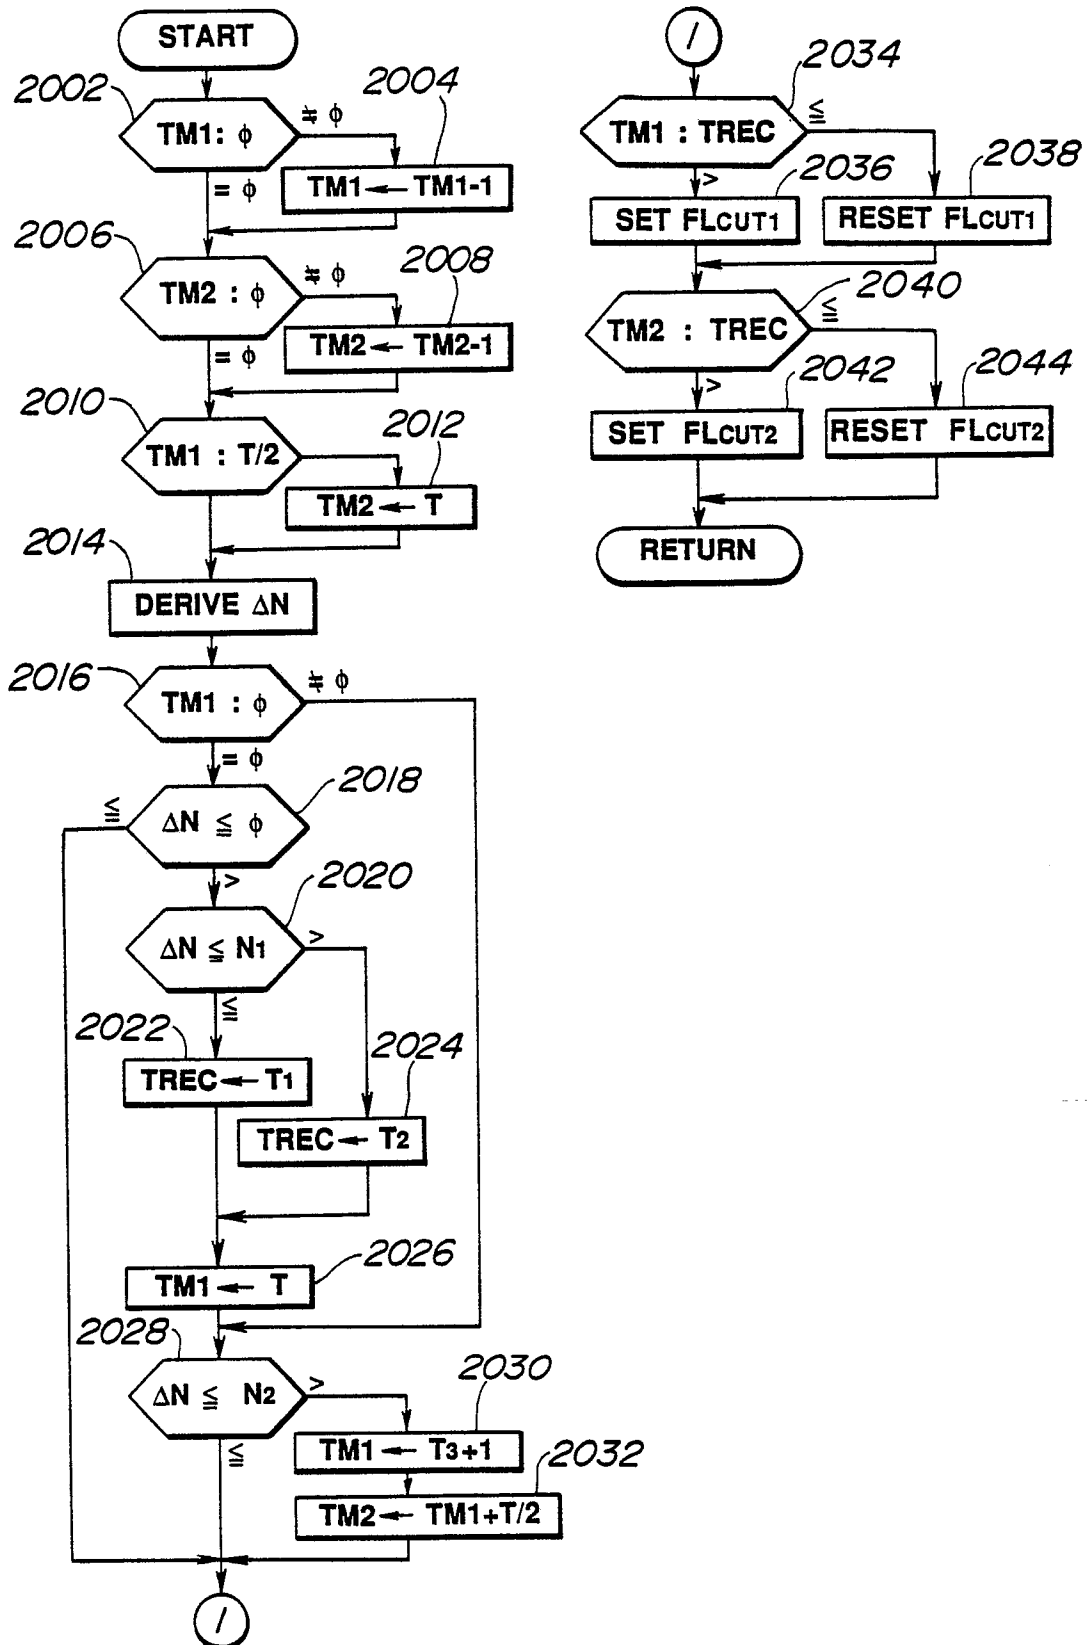 START
2002
TM1: ϕ
≠ ϕ
2004
= ϕ
TM1 ← TM1-1
2006
TM2 : ϕ
≠ ϕ
2008
= ϕ
TM2 ← TM2-1
2010
TM1 : T/2
2012
TM2 ← T
2014
DERIVE ΔN
2016
TM1 : ϕ
≠ ϕ
= ϕ
2018
≦
ΔN ≦ ϕ
>
2020
ΔN ≦ N1
>
≦
2022
TREC ← T1
2024
TREC ← T2
2026
TM1 ← T
2028
ΔN ≦ N2
>
≦
2030
TM1 ← T3+1
2032
TM2 ← TM1+T/2
1
1
2034
TM1 : TREC
≦
>
2036
SET FLCUT1
2038
RESET FLCUT1
2040
TM2 : TREC
≦
>
2042
SET FLCUT2
2044
RESET FLCUT2
RETURN